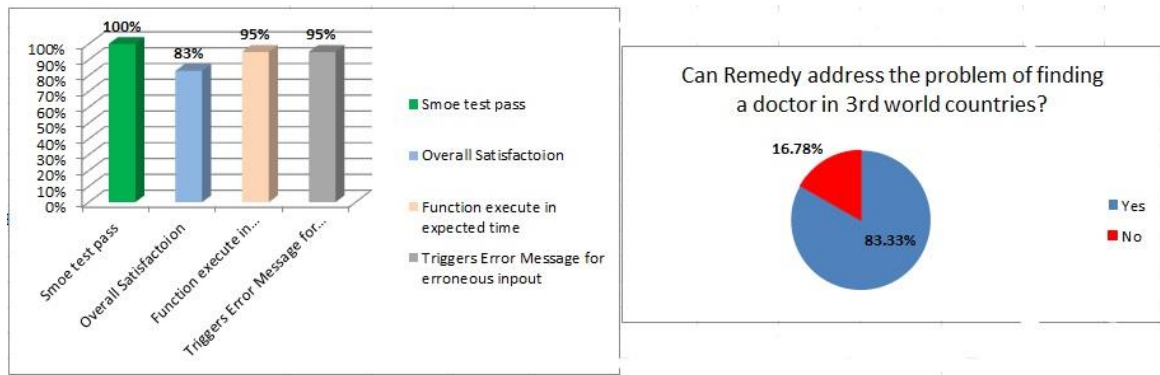 100%
83%
95%
95%
100%
90%
80%
70%
60%
50%
40%
30%
20%
10%
0%
Smoe test pass
Overall Satisfactoion
Function execute in...
Triggers Error Message for...
Smoe test pass
Overall Satisfactoion
Function execute in
expected time
Triggers Error Message for
erroneous inpout
Can Remedy address the problem of finding
a doctor in 3rd world countries?
16.78%
83.33%
Yes
No